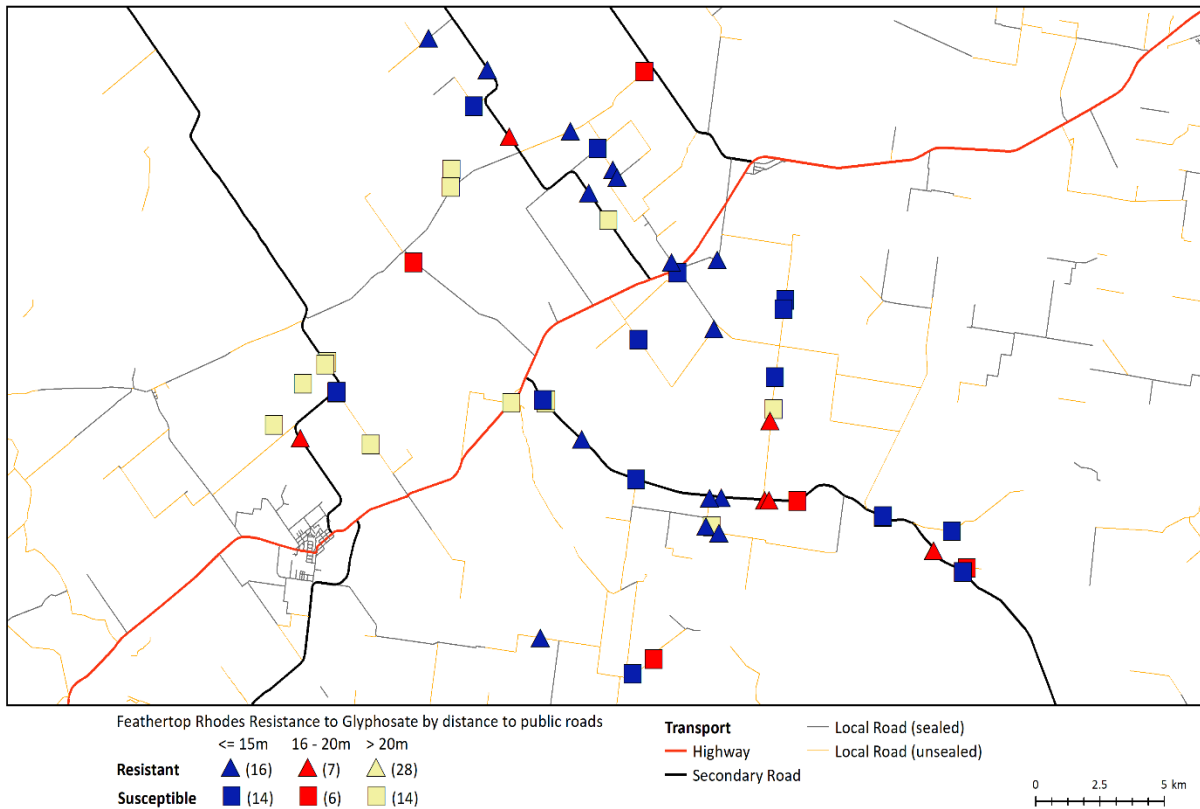 Feathertop Rhodes Resistance to Glyphosate by distance to public roads
<= 15m 16 - 20m > 20m
Resistant (16) (7) (28)
Susceptible (14) (6) (14)
Transport
Highway
Secondary Road
Local Road (sealed)
Local Road (unsealed)
0 2.5 5 km